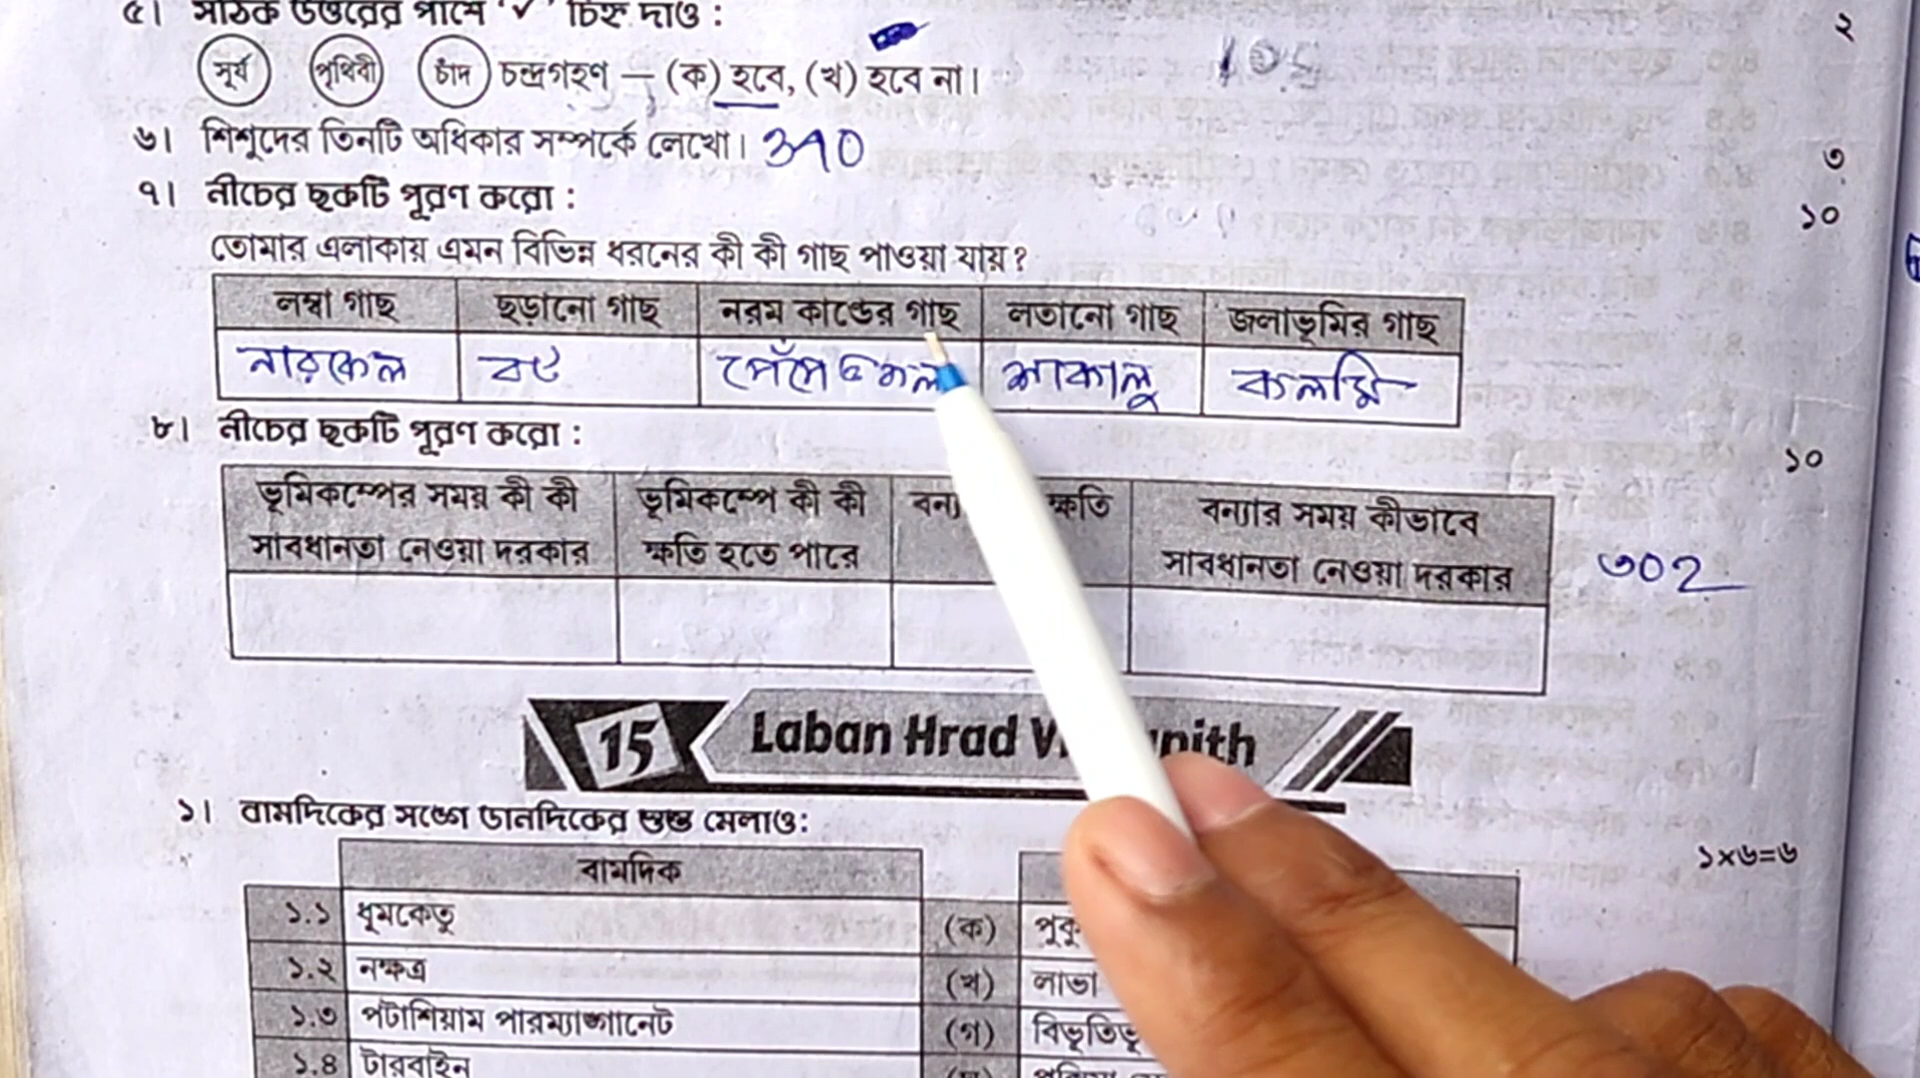 ৫। সঠিক উত্তরের পাশে '✓' চিহ্ন দাও : ২
সূর্য পৃথিবী চাঁদ চন্দ্রগ্রহণ — (ক) হবে, (খ) হবে না। 105
৬। শিশুদের তিনটি অধিকার সম্পর্কে লেখো। ৩
৭। নীচের ছকটি পূরণ করো : ১০
তোমার এলাকায় এমন বিভিন্ন ধরনের কী কী গাছ পাওয়া যায়?
লম্বা গাছ ছড়ানো গাছ নরম কাণ্ডের গাছ লতানো গাছ জলাভূমির গাছ
নারকেল বট পেঁপে শাকালু কলমি
৮। নীচের ছকটি পূরণ করো : ১০
ভূমিকম্পের সময় কী কী ভূমিকম্পে কী কী ক্ষতি বন্যার সময় কীভাবে
সাবধানতা নেওয়া দরকার ক্ষতি হতে পারে সাবধানতা নেওয়া দরকার ৩০২
15 Laban Hrad
১। বামদিকের সঙ্গে ডানদিকের স্তম্ভ মেলাও: ১×৬=৬
বামদিক
১.১ ধূমকেতু (ক)
১.২ নক্ষত্র (খ) লাভা
১.৩ পটাশিয়াম পারম্যাঙ্গানেট (গ)
১.৪ টারবাইন